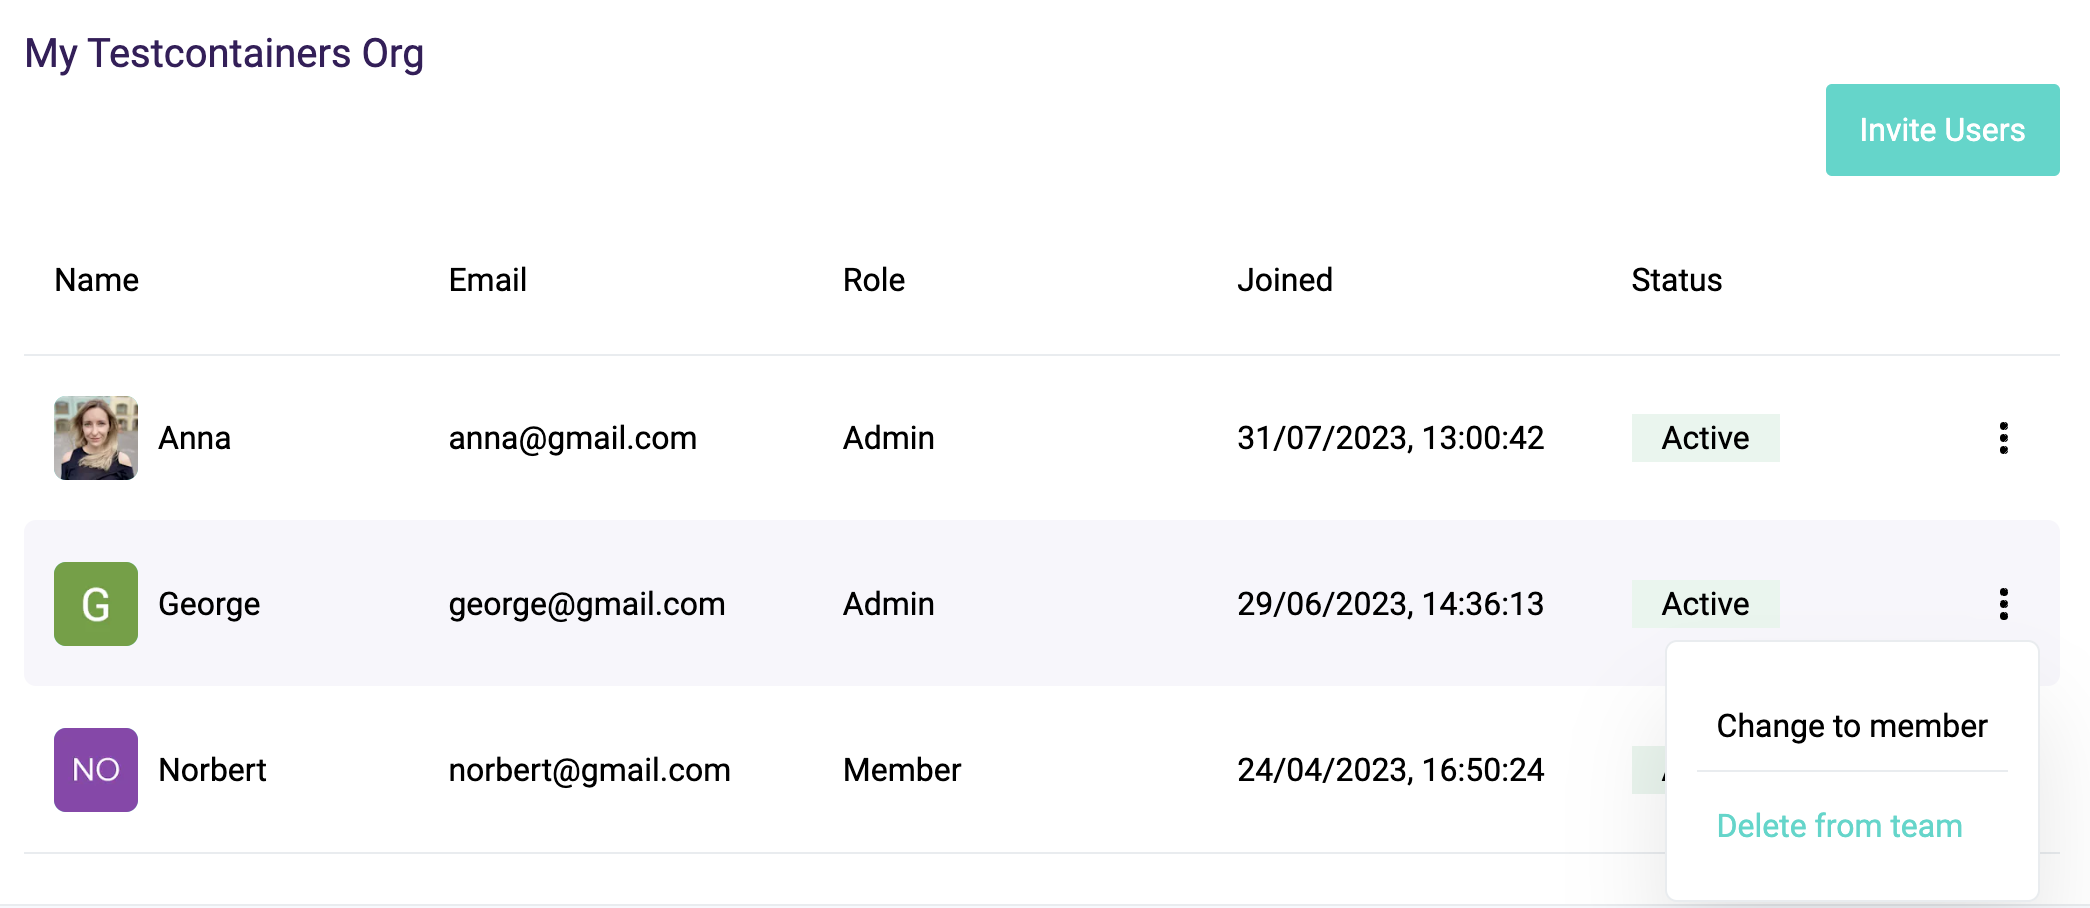 My Testcontainers Org
Invite Users
Name Email Role Joined Status
Anna anna@gmail.com Admin 31/07/2023, 13:00:42 Active
G George george@gmail.com Admin 29/06/2023, 14:36:13 Active
Change to member
NO Norbert norbert@gmail.com Member 24/04/2023, 16:50:24
Delete from team